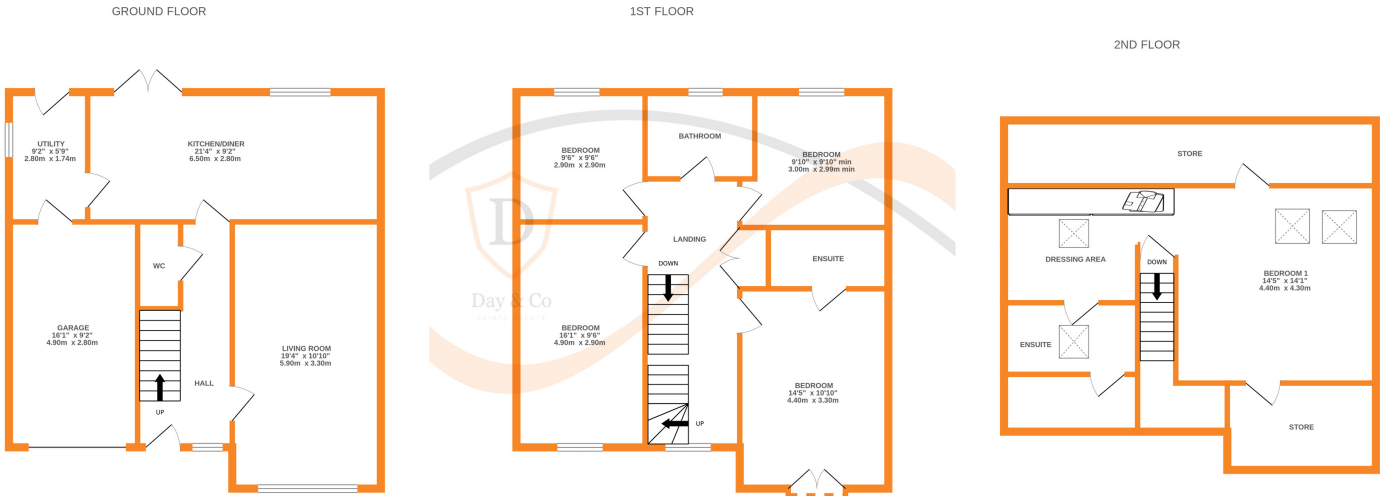 GROUND FLOOR
1ST FLOOR
2ND FLOOR
UTILITY
9'2" x 5'9"
2.80m x 1.74m
KITCHEN/DINER
21'4" x 9'2"
6.50m x 2.80m
WC
GARAGE
16'1" x 9'2"
4.90m x 2.80m
LIVING ROOM
19'4" x 10'10"
5.90m x 3.30m
HALL
UP
BEDROOM
9'6" x 9'6"
2.90m x 2.90m
BATHROOM
BEDROOM
9'10" x 9'10" min
3.00m x 2.99m min
LANDING
DOWN
ENSUITE
D
Day & Co
ESTATE AGENTS
BEDROOM
16'1" x 9'6"
4.90m x 2.90m
BEDROOM
14'5" x 10'10"
4.40m x 3.30m
UP
STORE
DRESSING AREA
DOWN
BEDROOM 1
14'5" x 14'1"
4.40m x 4.30m
ENSUITE
STORE